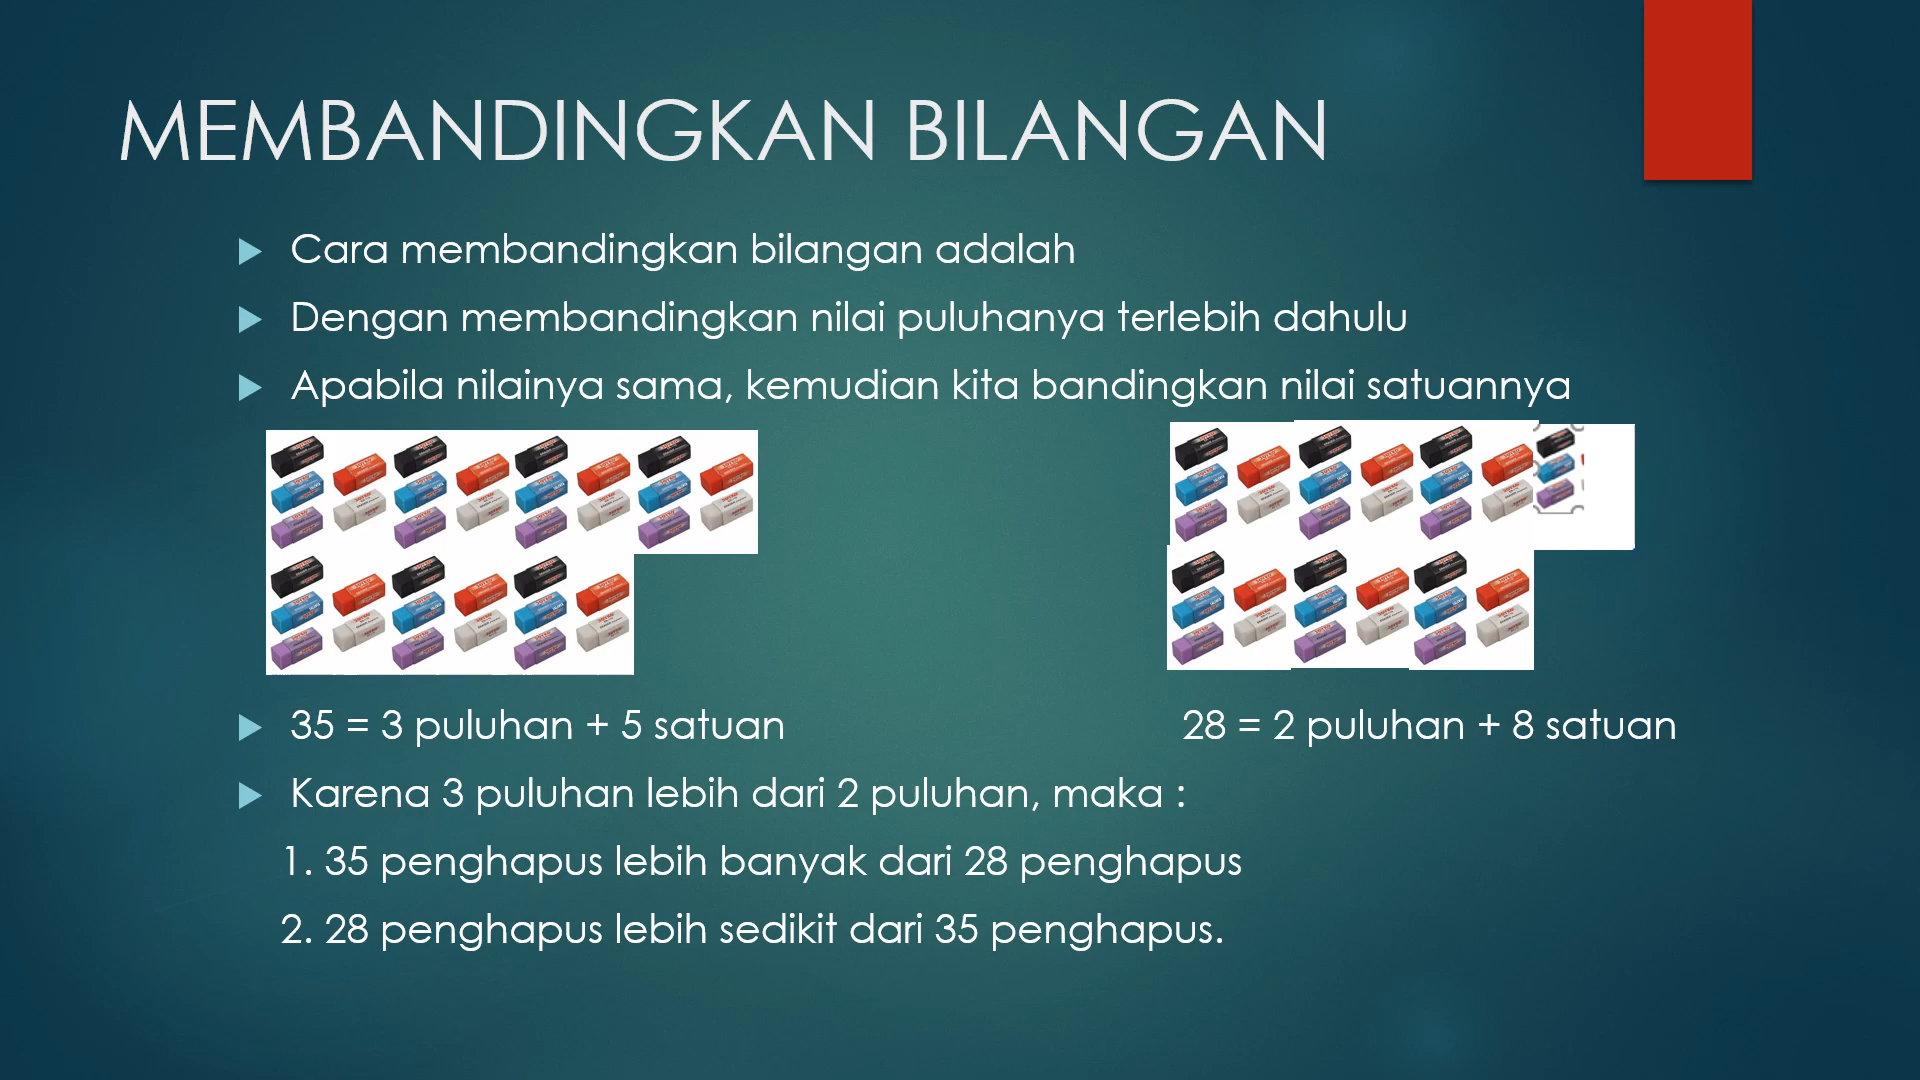 MEMBANDINGKAN BILANGAN
Cara membandingkan bilangan adalah
Dengan membandingkan nilai puluhanya terlebih dahulu
Apabila nilainya sama, kemudian kita bandingkan nilai satuannya
35 = 3 puluhan + 5 satuan
28 = 2 puluhan + 8 satuan
Karena 3 puluhan lebih dari 2 puluhan, maka :
1. 35 penghapus lebih banyak dari 28 penghapus
2. 28 penghapus lebih sedikit dari 35 penghapus.